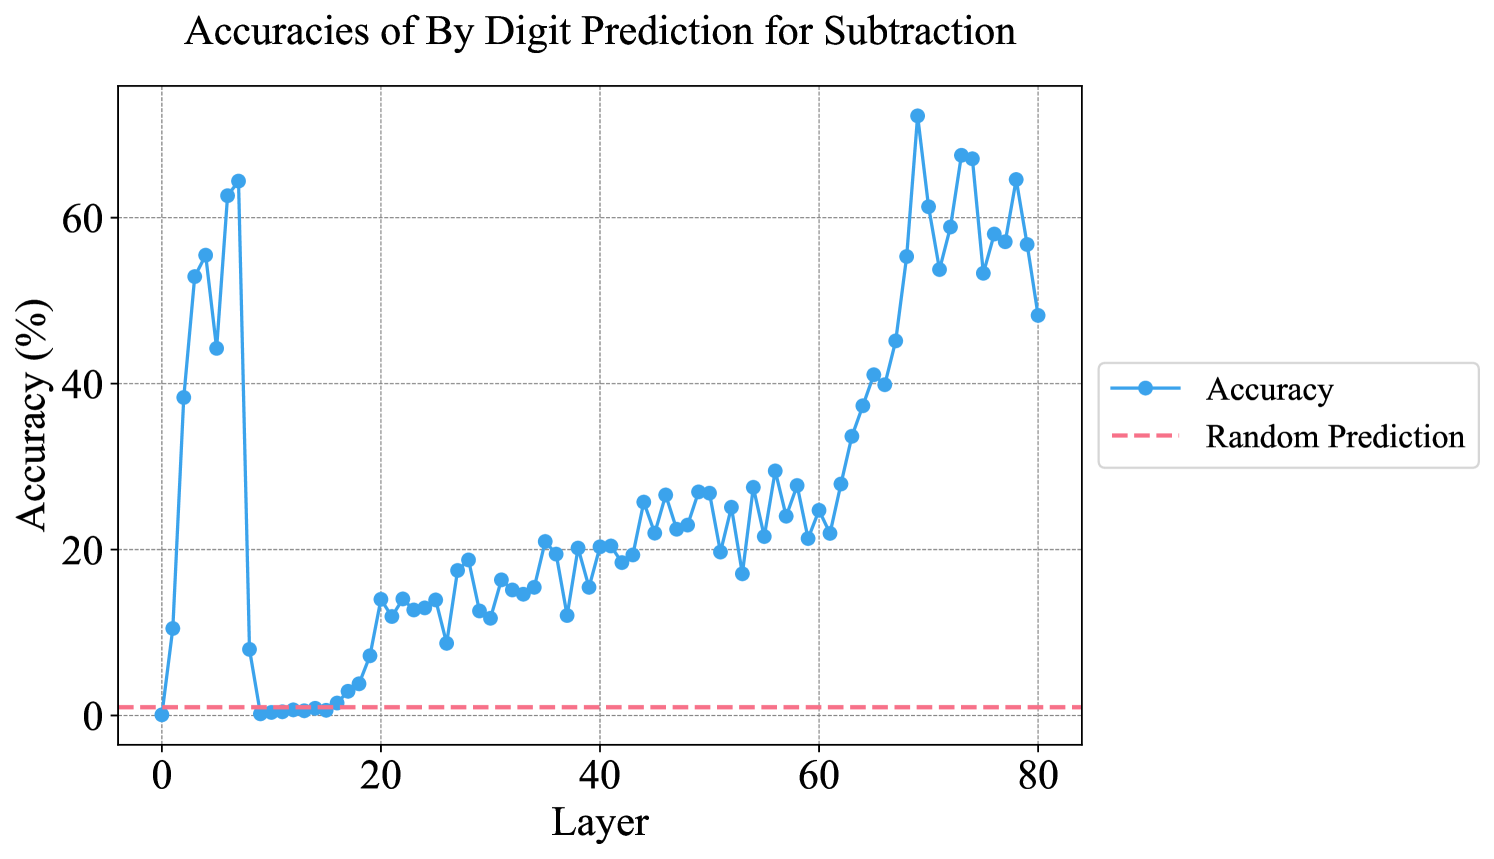 Accuracies of By Digit Prediction for Subtraction
Accuracy (%)
60
40
20
0
0 20 40 60 80
Layer
Accuracy
Random Prediction